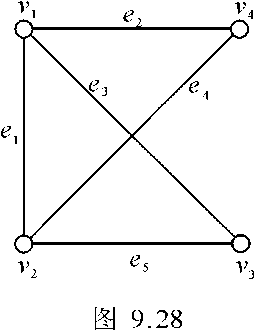 v₁ e₂ v₄
e₃ e₄
e₁
v₂ e₅ v₃
图 9.28